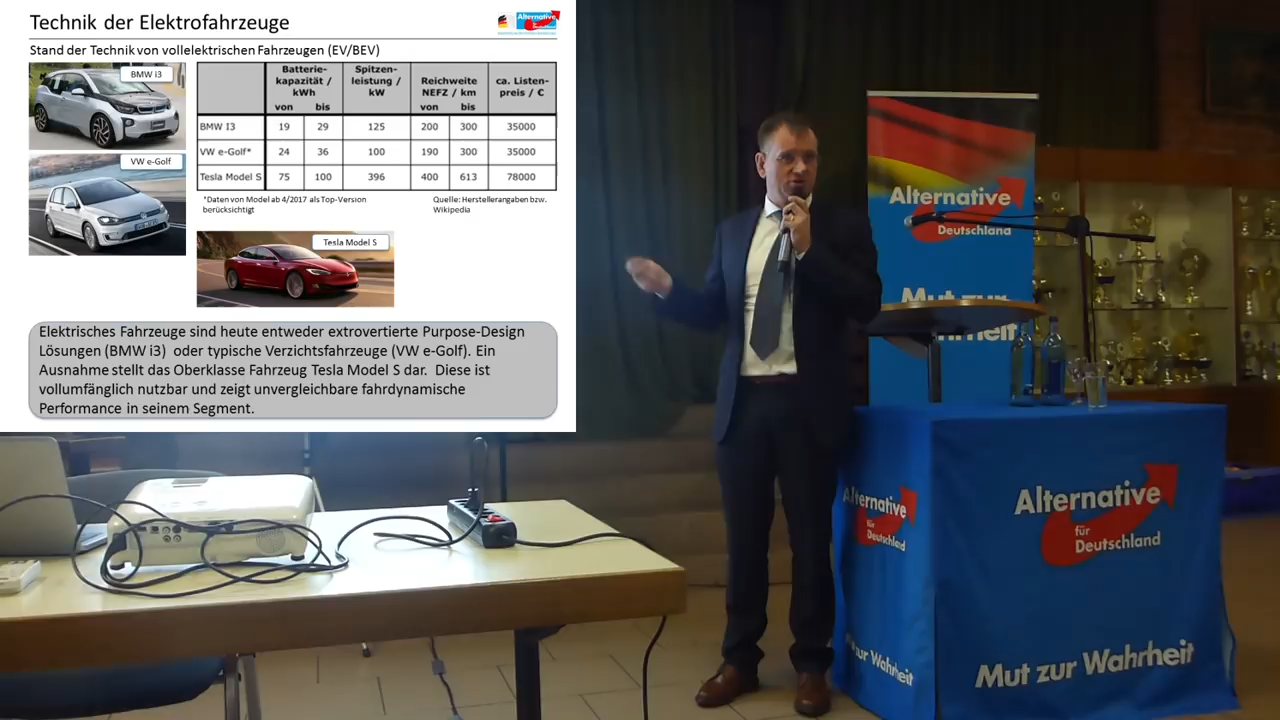 Technik der Elektrofahrzeuge
Alternative
für
Deutschland
Stand der Technik von vollelektrischen Fahrzeugen (EV/BEV)
BMW i3
VW e-Golf
Batterie-kapazität / kWh Spitzen-leistung / kW Reichweite NEFZ / km ca. Listen-preis / €
von bis von bis
BMW I3 19 29 125 200 300 35000
VW e-Golf* 24 36 100 190 300 35000
Tesla Model S 75 100 396 400 613 78000
*Daten von Model ab 4/2017 als Top-Version
berücksichtigt
Quelle: Herstellerangaben bzw.
Wikipedia
Tesla Model S
Elektrisches Fahrzeuge sind heute entweder extrovertierte Purpose-Design
Lösungen (BMW i3) oder typische Verzichtsfahrzeuge (VW e-Golf). Ein
Ausnahme stellt das Oberklasse Fahrzeug Tesla Model S dar. Diese ist
vollumfänglich nutzbar und zeigt unvergleichbare fahrdynamische
Performance in seinem Segment.
Alternative
Deutschland
Mut zur
Alternative
für
Deutschland
Mut zur Wahrheit
Alternative
für
Deutschland
zur Wahrheit